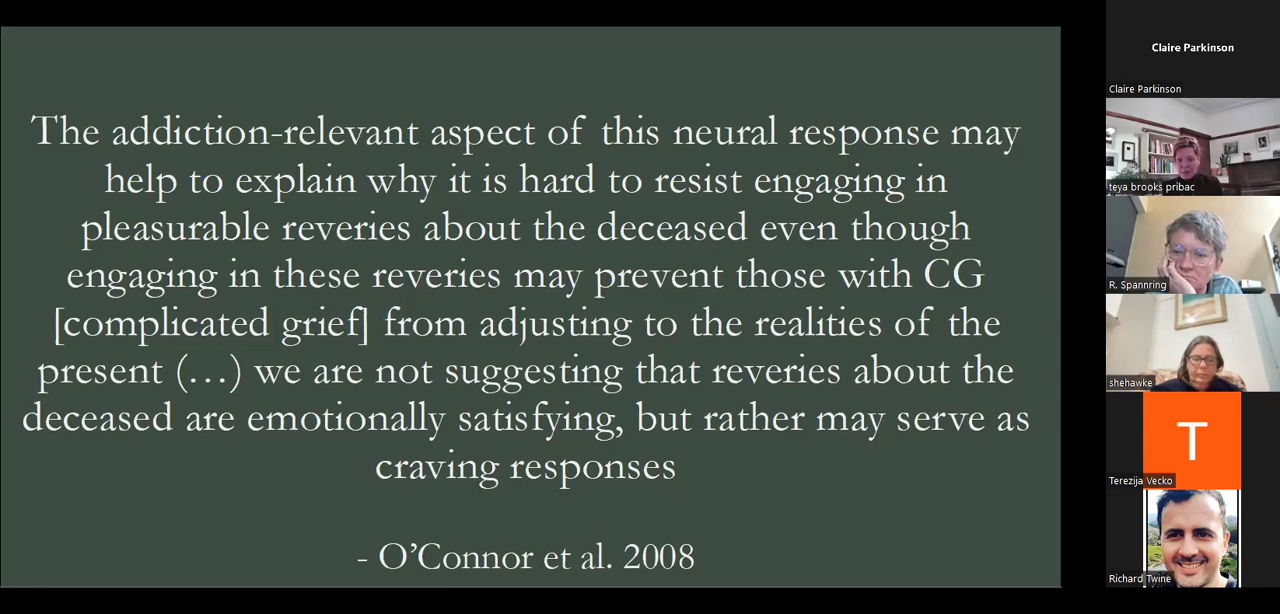 The addiction-relevant aspect of this neural response may
help to explain why it is hard to resist engaging in
pleasurable reveries about the deceased even though
engaging in these reveries may prevent those with CG
[complicated grief] from adjusting to the realities of the
present (…) we are not suggesting that reveries about the
deceased are emotionally satisfying, but rather may serve as
craving responses
- O’Connor et al. 2008
Claire Parkinson
Claire Parkinson
teya brooks pribac
R. Spannring
shehawke
T
Terezija Vecko
Richard Twine